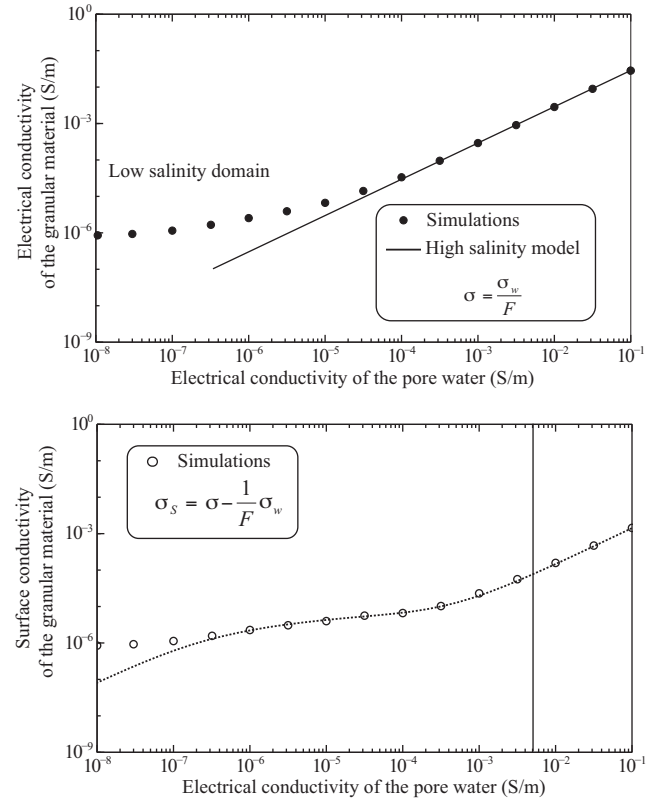 10⁰
10⁻³
10⁻⁶
10⁻⁹
Electrical conductivity
of the granular material (S/m)
Low salinity domain
Simulations
High salinity model
σ = σ_w / F
10⁻⁸ 10⁻⁷ 10⁻⁶ 10⁻⁵ 10⁻⁴ 10⁻³ 10⁻² 10⁻¹
Electrical conductivity of the pore water (S/m)
10⁰
10⁻³
10⁻⁶
10⁻⁹
Surface conductivity
of the granular material (S/m)
Simulations
σ_S = σ − 1/F σ_w
10⁻⁸ 10⁻⁷ 10⁻⁶ 10⁻⁵ 10⁻⁴ 10⁻³ 10⁻² 10⁻¹
Electrical conductivity of the pore water (S/m)